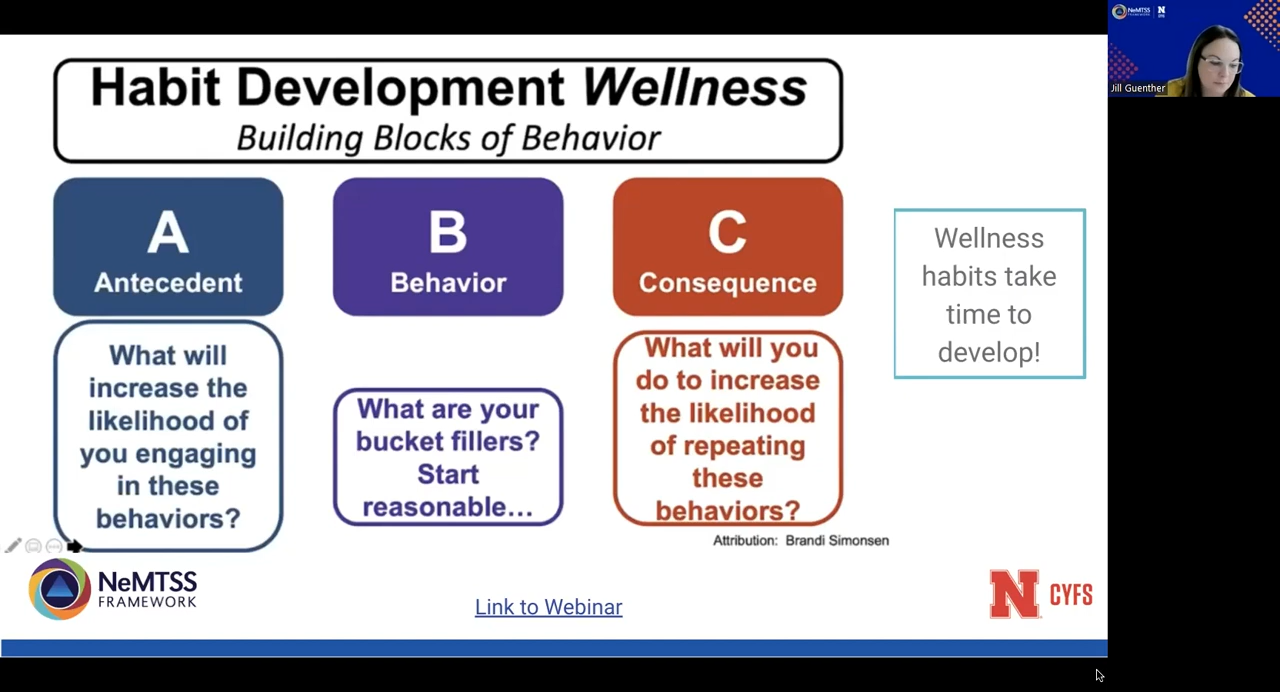 Habit Development Wellness
Building Blocks of Behavior
A
Antecedent
B
Behavior
C
Consequence
What will
increase the
likelihood of
you engaging
in these
behaviors?
What are your
bucket fillers?
Start
reasonable…
What will you
do to increase
the likelihood
of repeating
these
behaviors?
Attribution: Brandi Simonsen
Wellness
habits take
time to
develop!
NeMTSS
FRAMEWORK
Link to Webinar
N CYFS
NeMTSS
FRAMEWORK
N
Jill Guenther